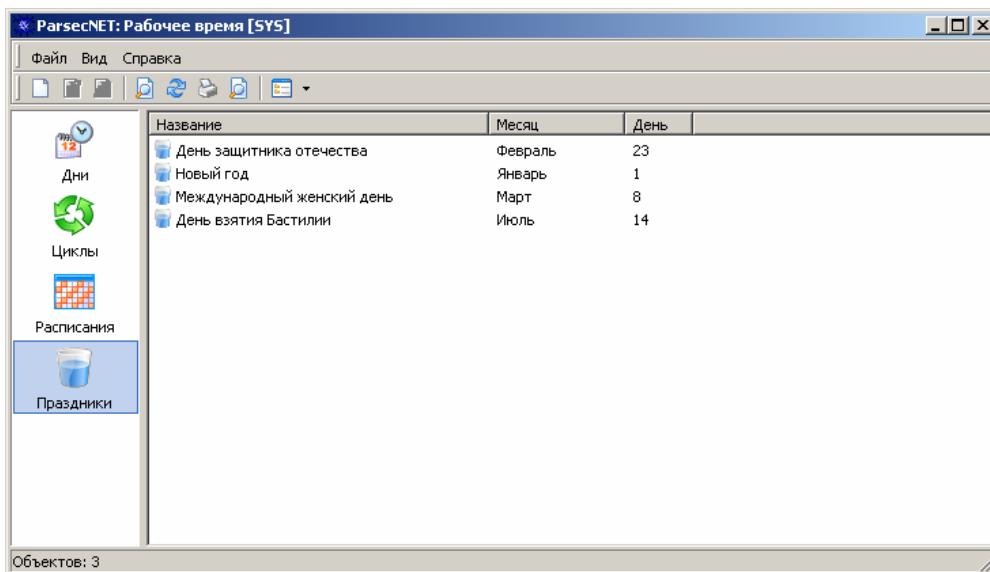 ParsecNET: Рабочее время [SYS]
Файл Вид Справка
Название Месяц День
День защитника отечества Февраль 23
Новый год Январь 1
Международный женский день Март 8
День взятия Бастилии Июль 14
12
Дни
Циклы
Расписания
Праздники
Объектов: 3